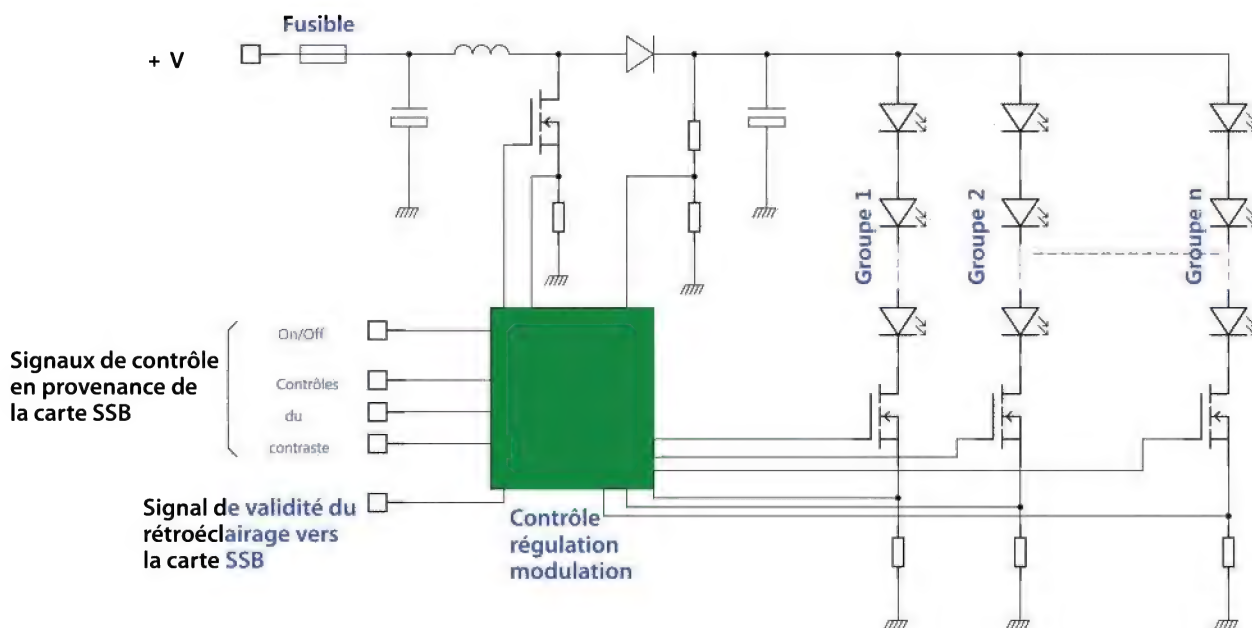 Fusible
+ V
Groupe 1
Groupe 2
Groupe n
Signaux de contrôle
en provenance de
la carte SSB
On/Off
Contrôles
du
contraste
Signal de validité du
rétroéclairage vers
la carte SSB
Contrôle
régulation
modulation